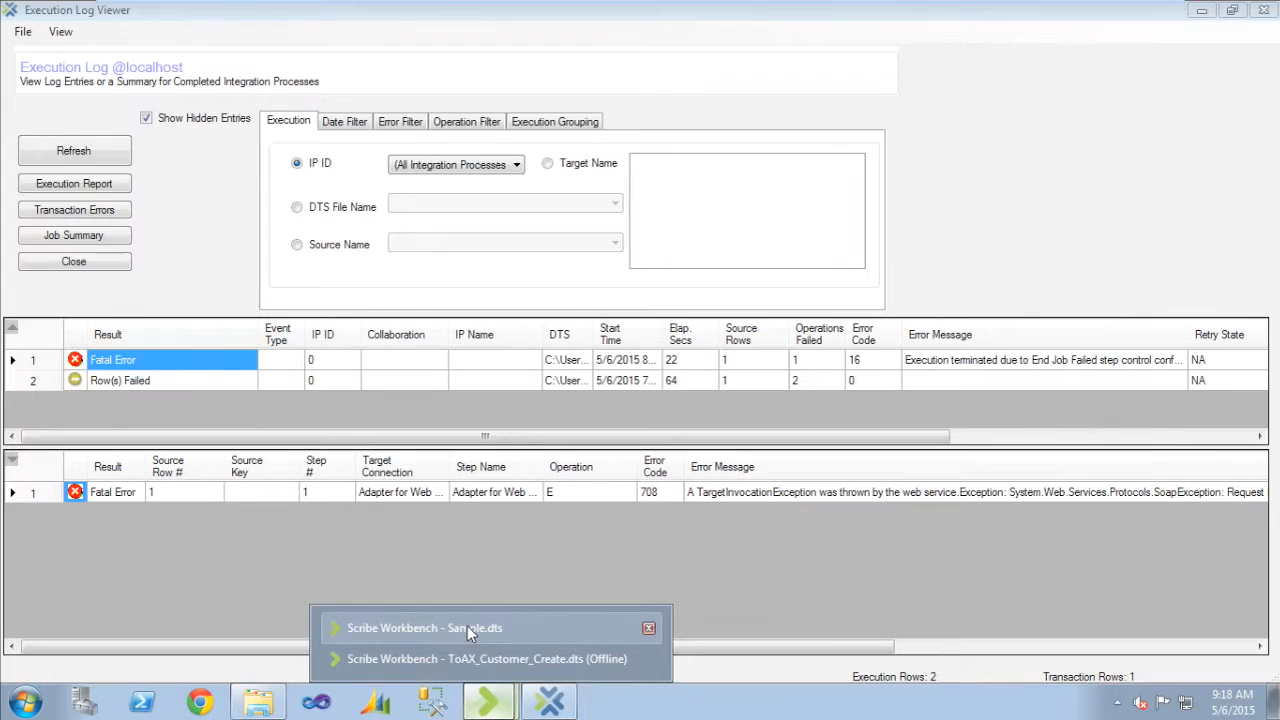 Execution Log Viewer
File View
Execution Log @localhost
View Log Entries or a Summary for Completed Integration Processes
Show Hidden Entries
Execution Date Filter Error Filter Operation Filter Execution Grouping
Refresh
Execution Report
Transaction Errors
Job Summary
Close
IP ID (All Integration Processes Target Name
DTS File Name
Source Name
Result Event Type IP ID Collaboration IP Name DTS Start Time Elap. Secs Source Rows Operations Failed Error Code Error Message Retry State
1 Fatal Error 0 C:\User... 5/6/2015 8... 22 1 1 16 Execution terminated due to End Job Failed step control conf... NA
2 Row(s) Failed 0 C:\User... 5/6/2015 7... 64 1 2 0 NA
Result Source Row # Source Key Step # Target Connection Step Name Operation Error Code Error Message
1 Fatal Error 1 1 Adapter for Web ... Adapter for Web ... E 708 A TargetInvocationException was thrown by the web service.Exception: System.Web.Services.Protocols.SoapException: Request
Scribe Workbench - Sample.dts
Scribe Workbench - ToAX_Customer_Create.dts (Offline)
Execution Rows: 2 Transaction Rows: 1
9:18 AM
5/6/2015